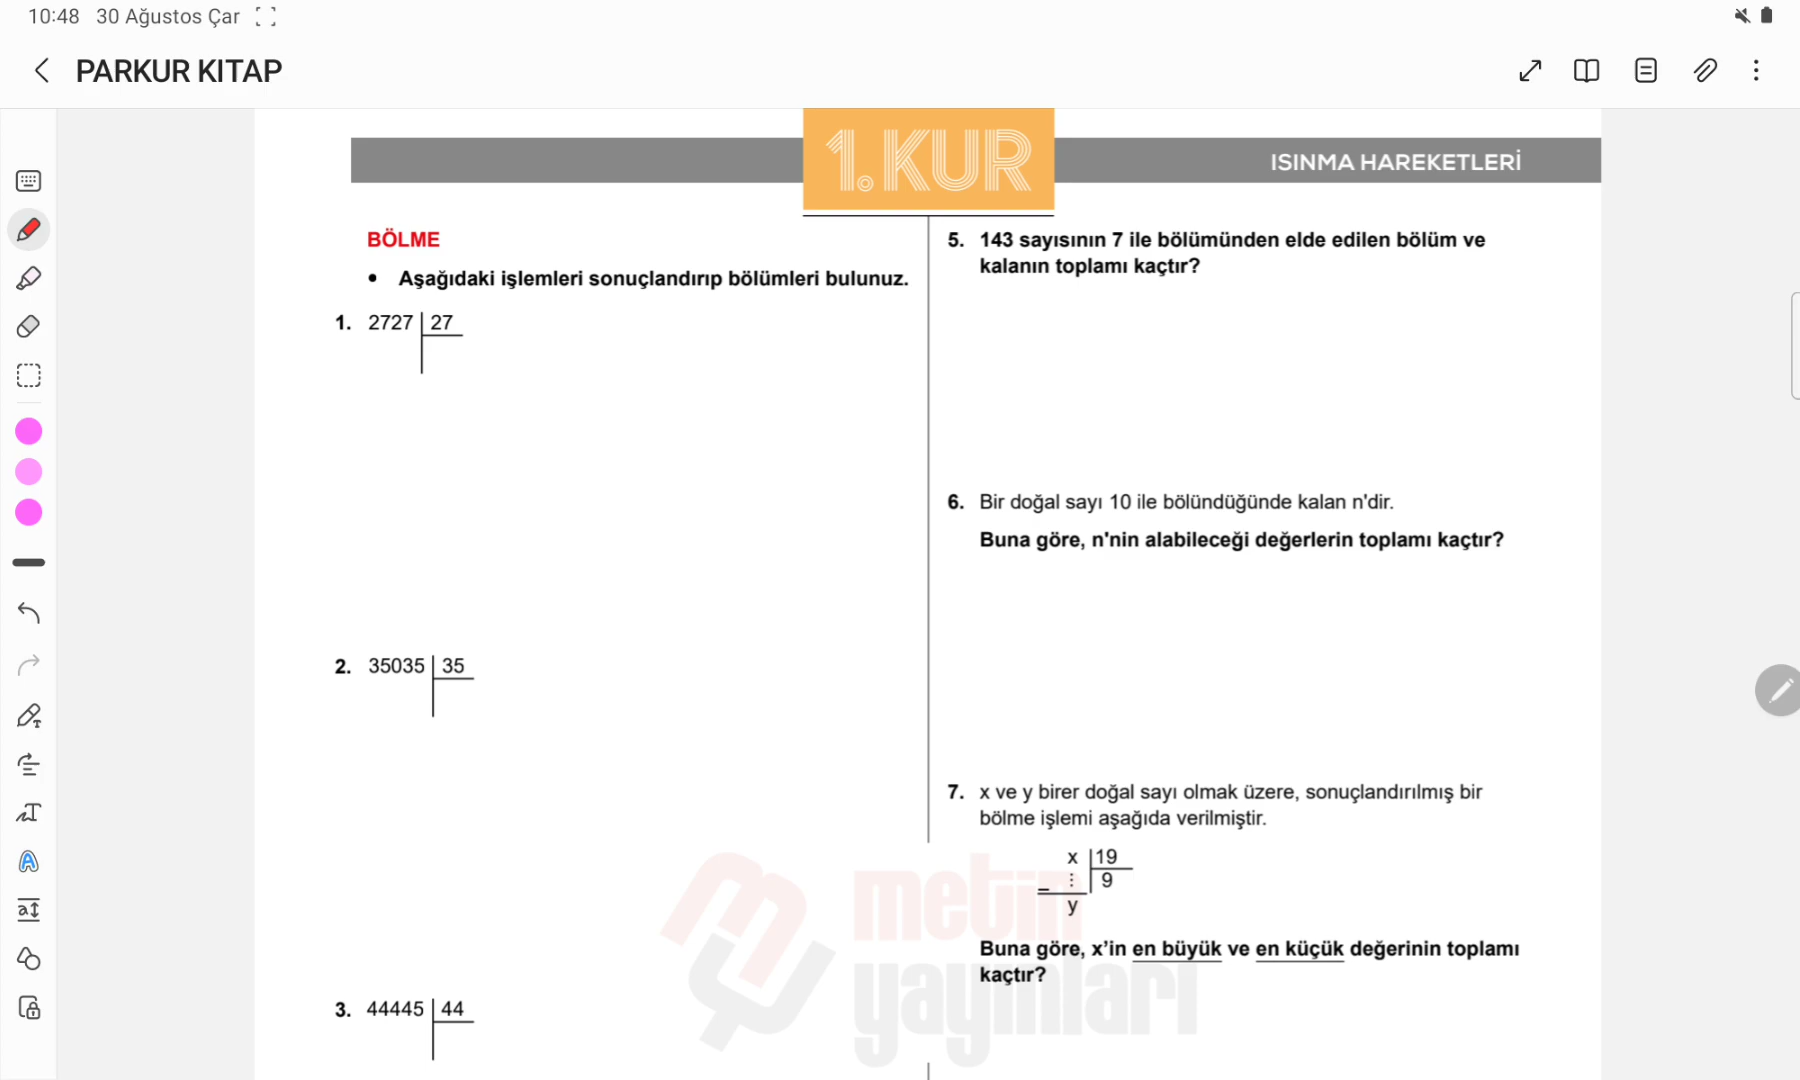 10:48 30 Ağustos Çar
PARKUR KITAP
1.KUR
ISINMA HAREKETLERİ
BÖLME
• Aşağıdaki işlemleri sonuçlandırıp bölümleri bulunuz.
1. 2727 27
2. 35035 35
3. 44445 44
5. 143 sayısının 7 ile bölümünden elde edilen bölüm ve
kalanın toplamı kaçtır?
6. Bir doğal sayı 10 ile bölündüğünde kalan n'dir.
Buna göre, n'nin alabileceği değerlerin toplamı kaçtır?
7. x ve y birer doğal sayı olmak üzere, sonuçlandırılmış bir
bölme işlemi aşağıda verilmiştir.
x 19
– ⋮ 9
y
Buna göre, x’in en büyük ve en küçük değerinin toplamı
kaçtır?
metin
yayınları